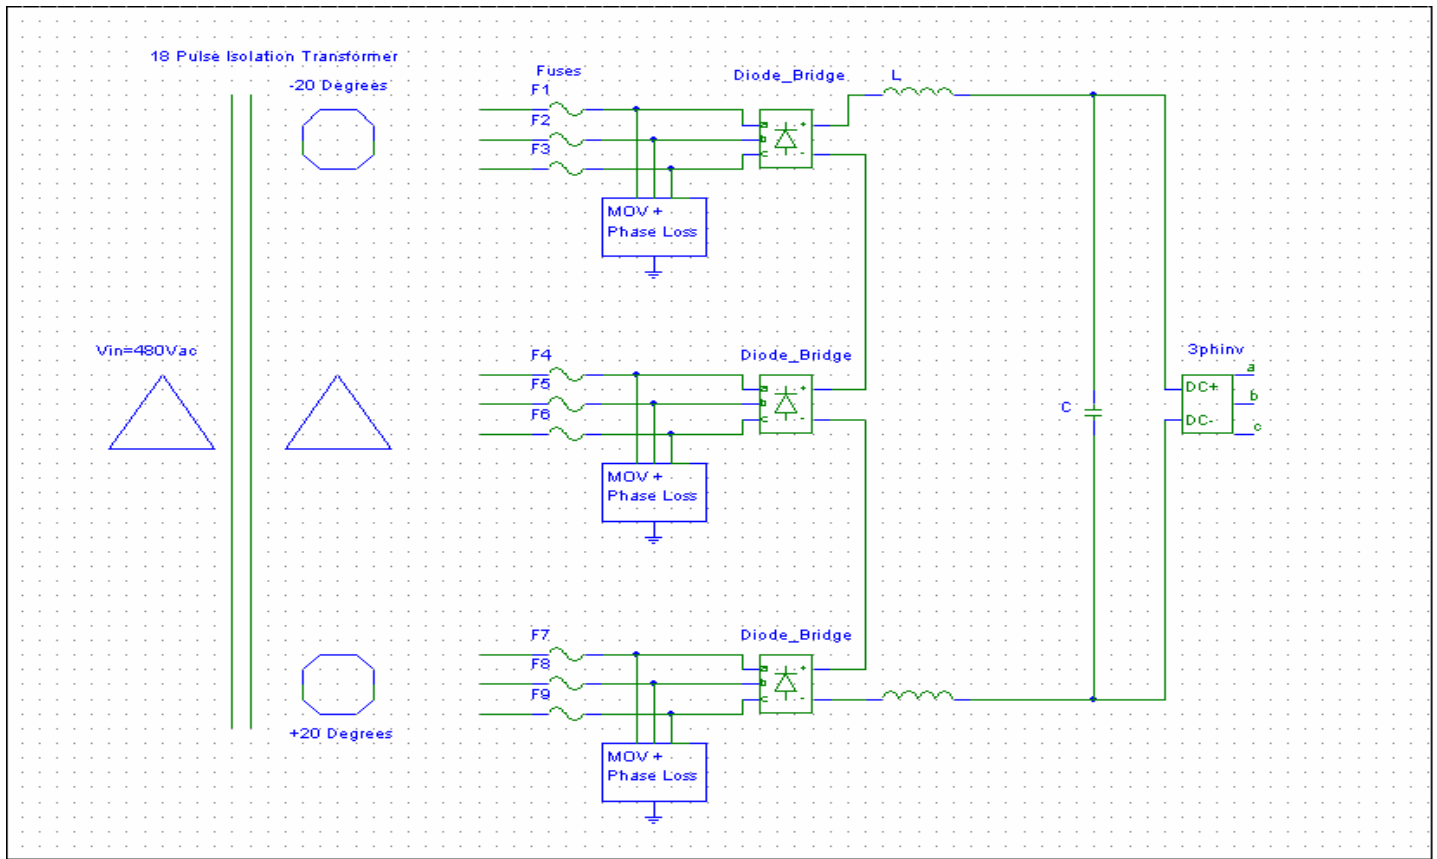 18 Pulse Isolation Transformer
-20 Degrees
Fuses
F1
F2
F3
Diode_Bridge
a
b
c
+
-
L
MOV +
Phase Loss
Vin=480Vac
F4
F5
F6
Diode_Bridge
a
b
c
+
-
MOV +
Phase Loss
C
3phinv
DC+
DC-
a
b
c
F7
F8
F9
Diode_Bridge
a
b
c
+
-
MOV +
Phase Loss
+20 Degrees